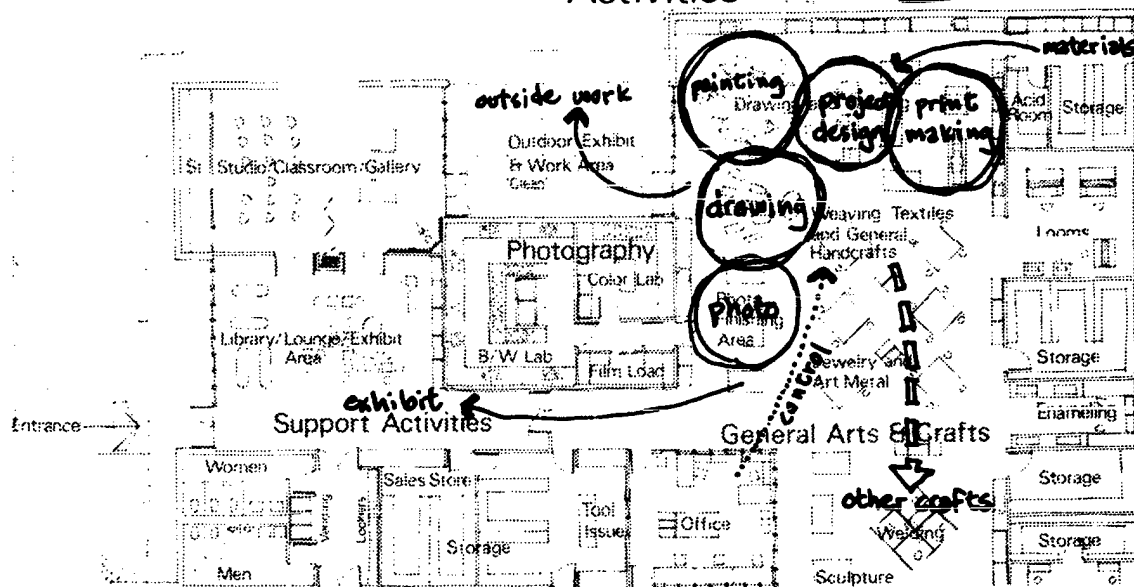 Activities
materials
painting
project
design
print
making
Acid
Room
Storage
outside work
Outdoor Exhibit
& Work Area
'Clean'
Studio/Classroom/Gallery
drawing
Weaving Textiles
and General
Handcrafts
Looms
Photography
Color Lab
photo
Finishing
Area
Library/Lounge/Exhibit
Area
B/W Lab
Film Load
Jewelry and
Art Metal
control
Storage
exhibit
Enameling
Entrance
Support Activities
General Arts & Crafts
Women
Sales Store
Storage
other crafts
Vending
Lockers
Tool
Issue
Office
Welding
Storage
Storage
Men
Sculpture